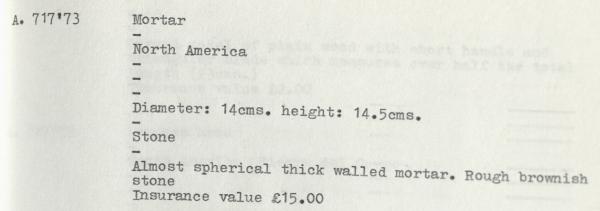 A. 717'73 Mortar
–
North America
–
–
–
Diameter: 14cms. height: 14.5cms.
–
Stone
–
Almost spherical thick walled mortar. Rough brownish
stone
Insurance value £15.00